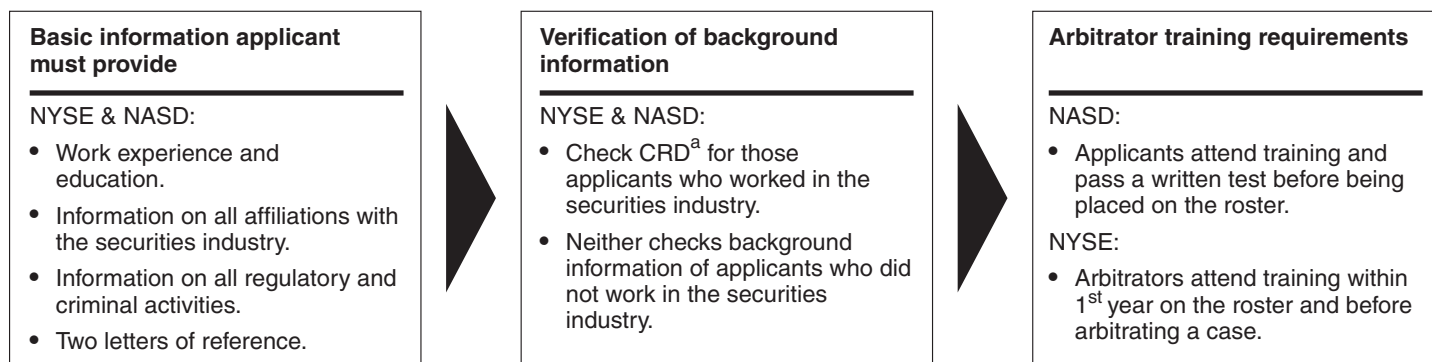 Basic information applicant
must provide
NYSE & NASD:
• Work experience and
education.
• Information on all affiliations with
the securities industry.
• Information on all regulatory and
criminal activities.
• Two letters of reference.
Verification of background
information
NYSE & NASD:
• Check CRDa for those
applicants who worked in the
securities industry.
• Neither checks background
information of applicants who did
not work in the securities
industry.
Arbitrator training requirements
NASD:
• Applicants attend training and
pass a written test before being
placed on the roster.
NYSE:
• Arbitrators attend training within
1st year on the roster and before
arbitrating a case.